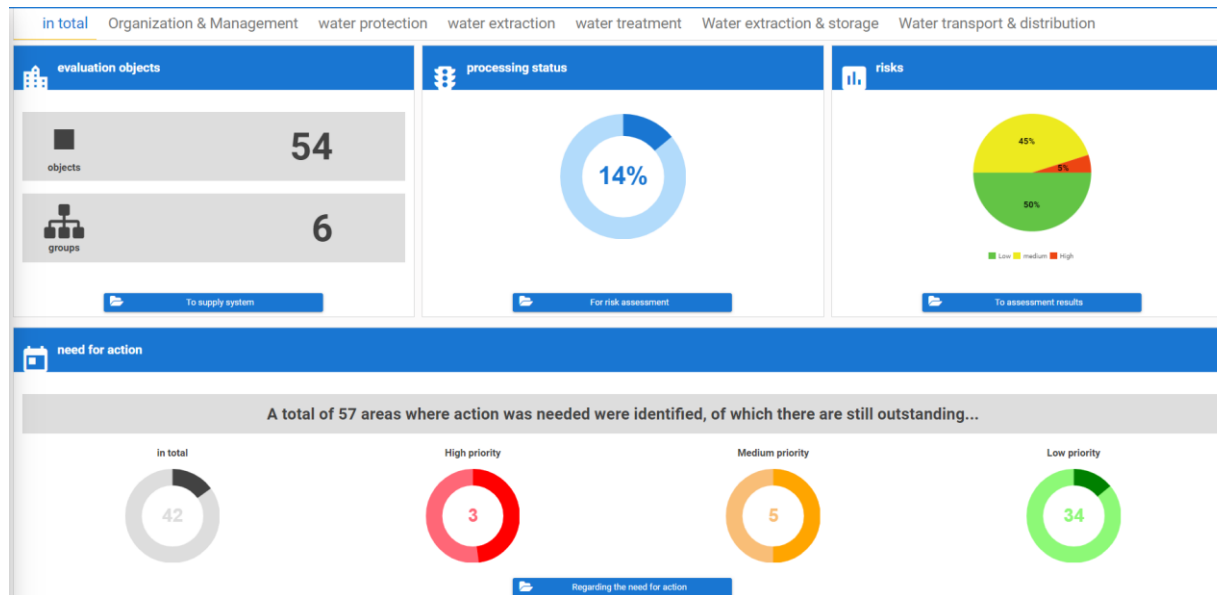 in total Organization & Management water protection water extraction water treatment Water extraction & storage Water transport & distribution
evaluation objects
objects
54
groups
6
To supply system
processing status
14%
For risk assessment
risks
45%
5%
50%
Low medium High
To assessment results
need for action
A total of 57 areas where action was needed were identified, of which there are still outstanding...
in total
42
High priority
3
Medium priority
5
Low priority
34
Regarding the need for action